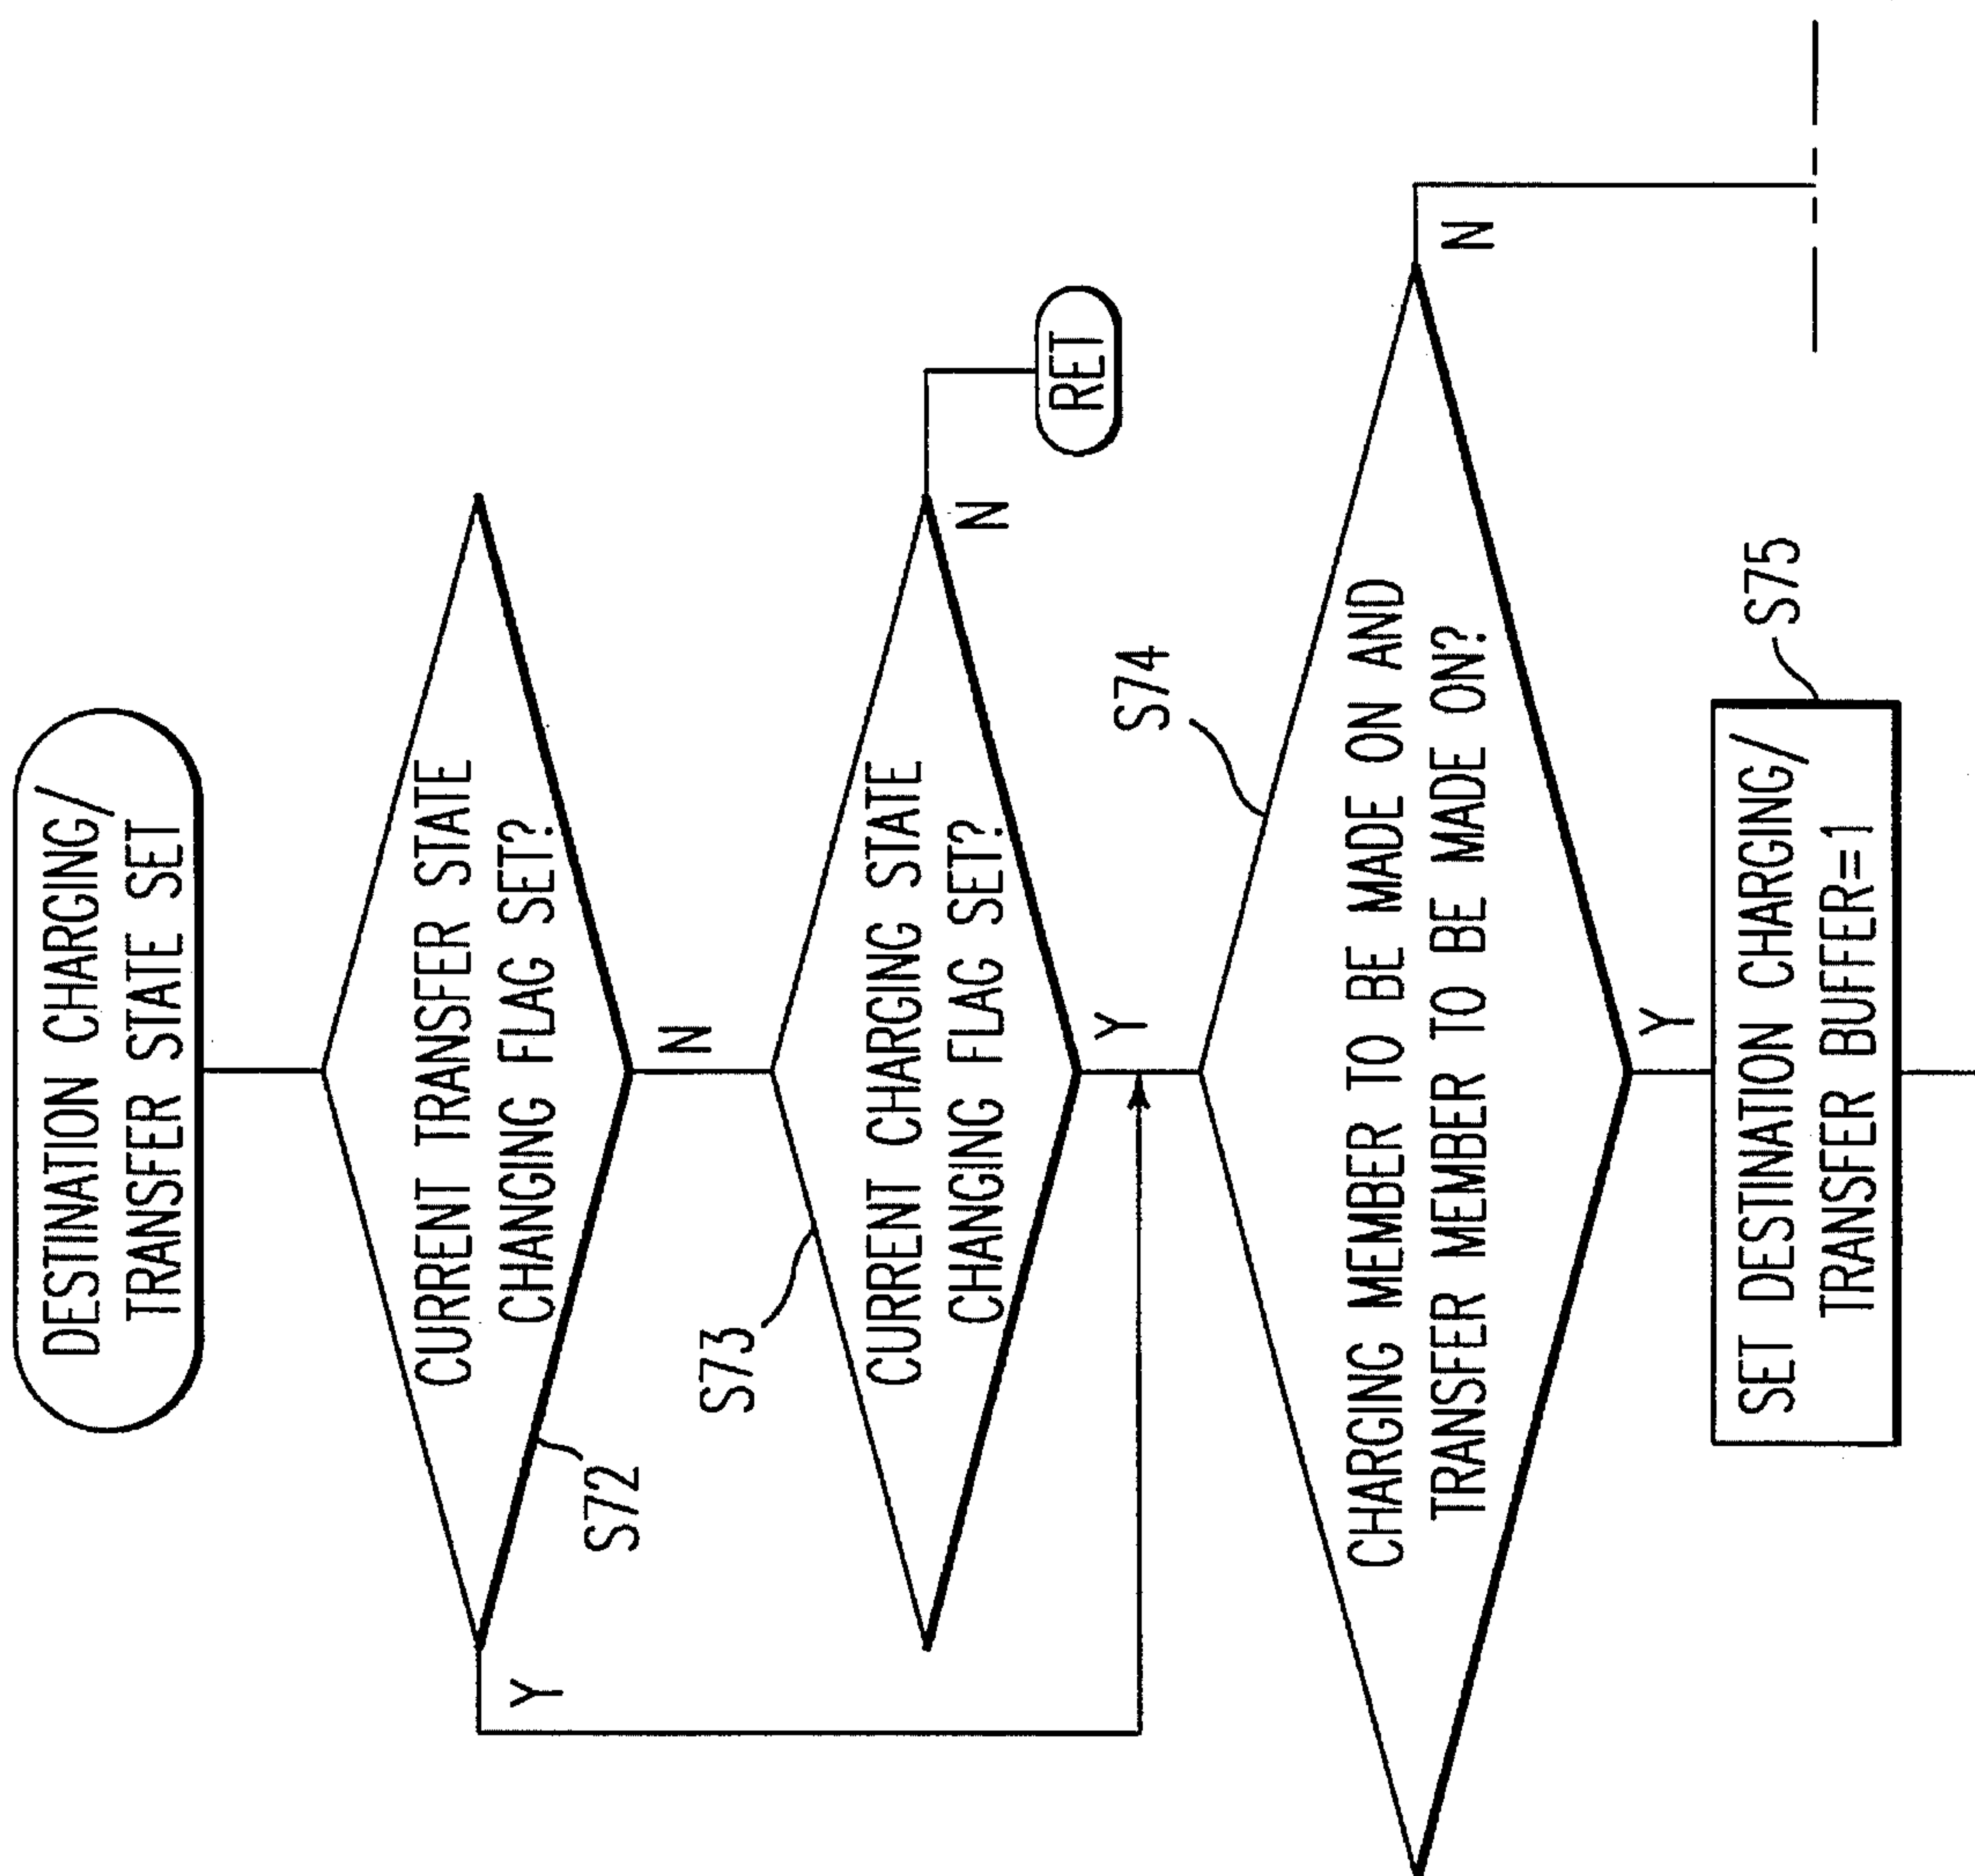 DESTINATION CHARGING/
TRANSFER STATE SET
CURRENT TRANSFER STATE
CHANGING FLAG SET?
S72
Y
N
S73
CURRENT CHARGING STATE
CHANGING FLAG SET?
N
RET
Y
S74
CHARGING MEMBER TO BE MADE ON AND
TRANSFER MEMBER TO BE MADE ON?
N
Y
S75
SET DESTINATION CHARGING/
TRANSFER BUFFER=1